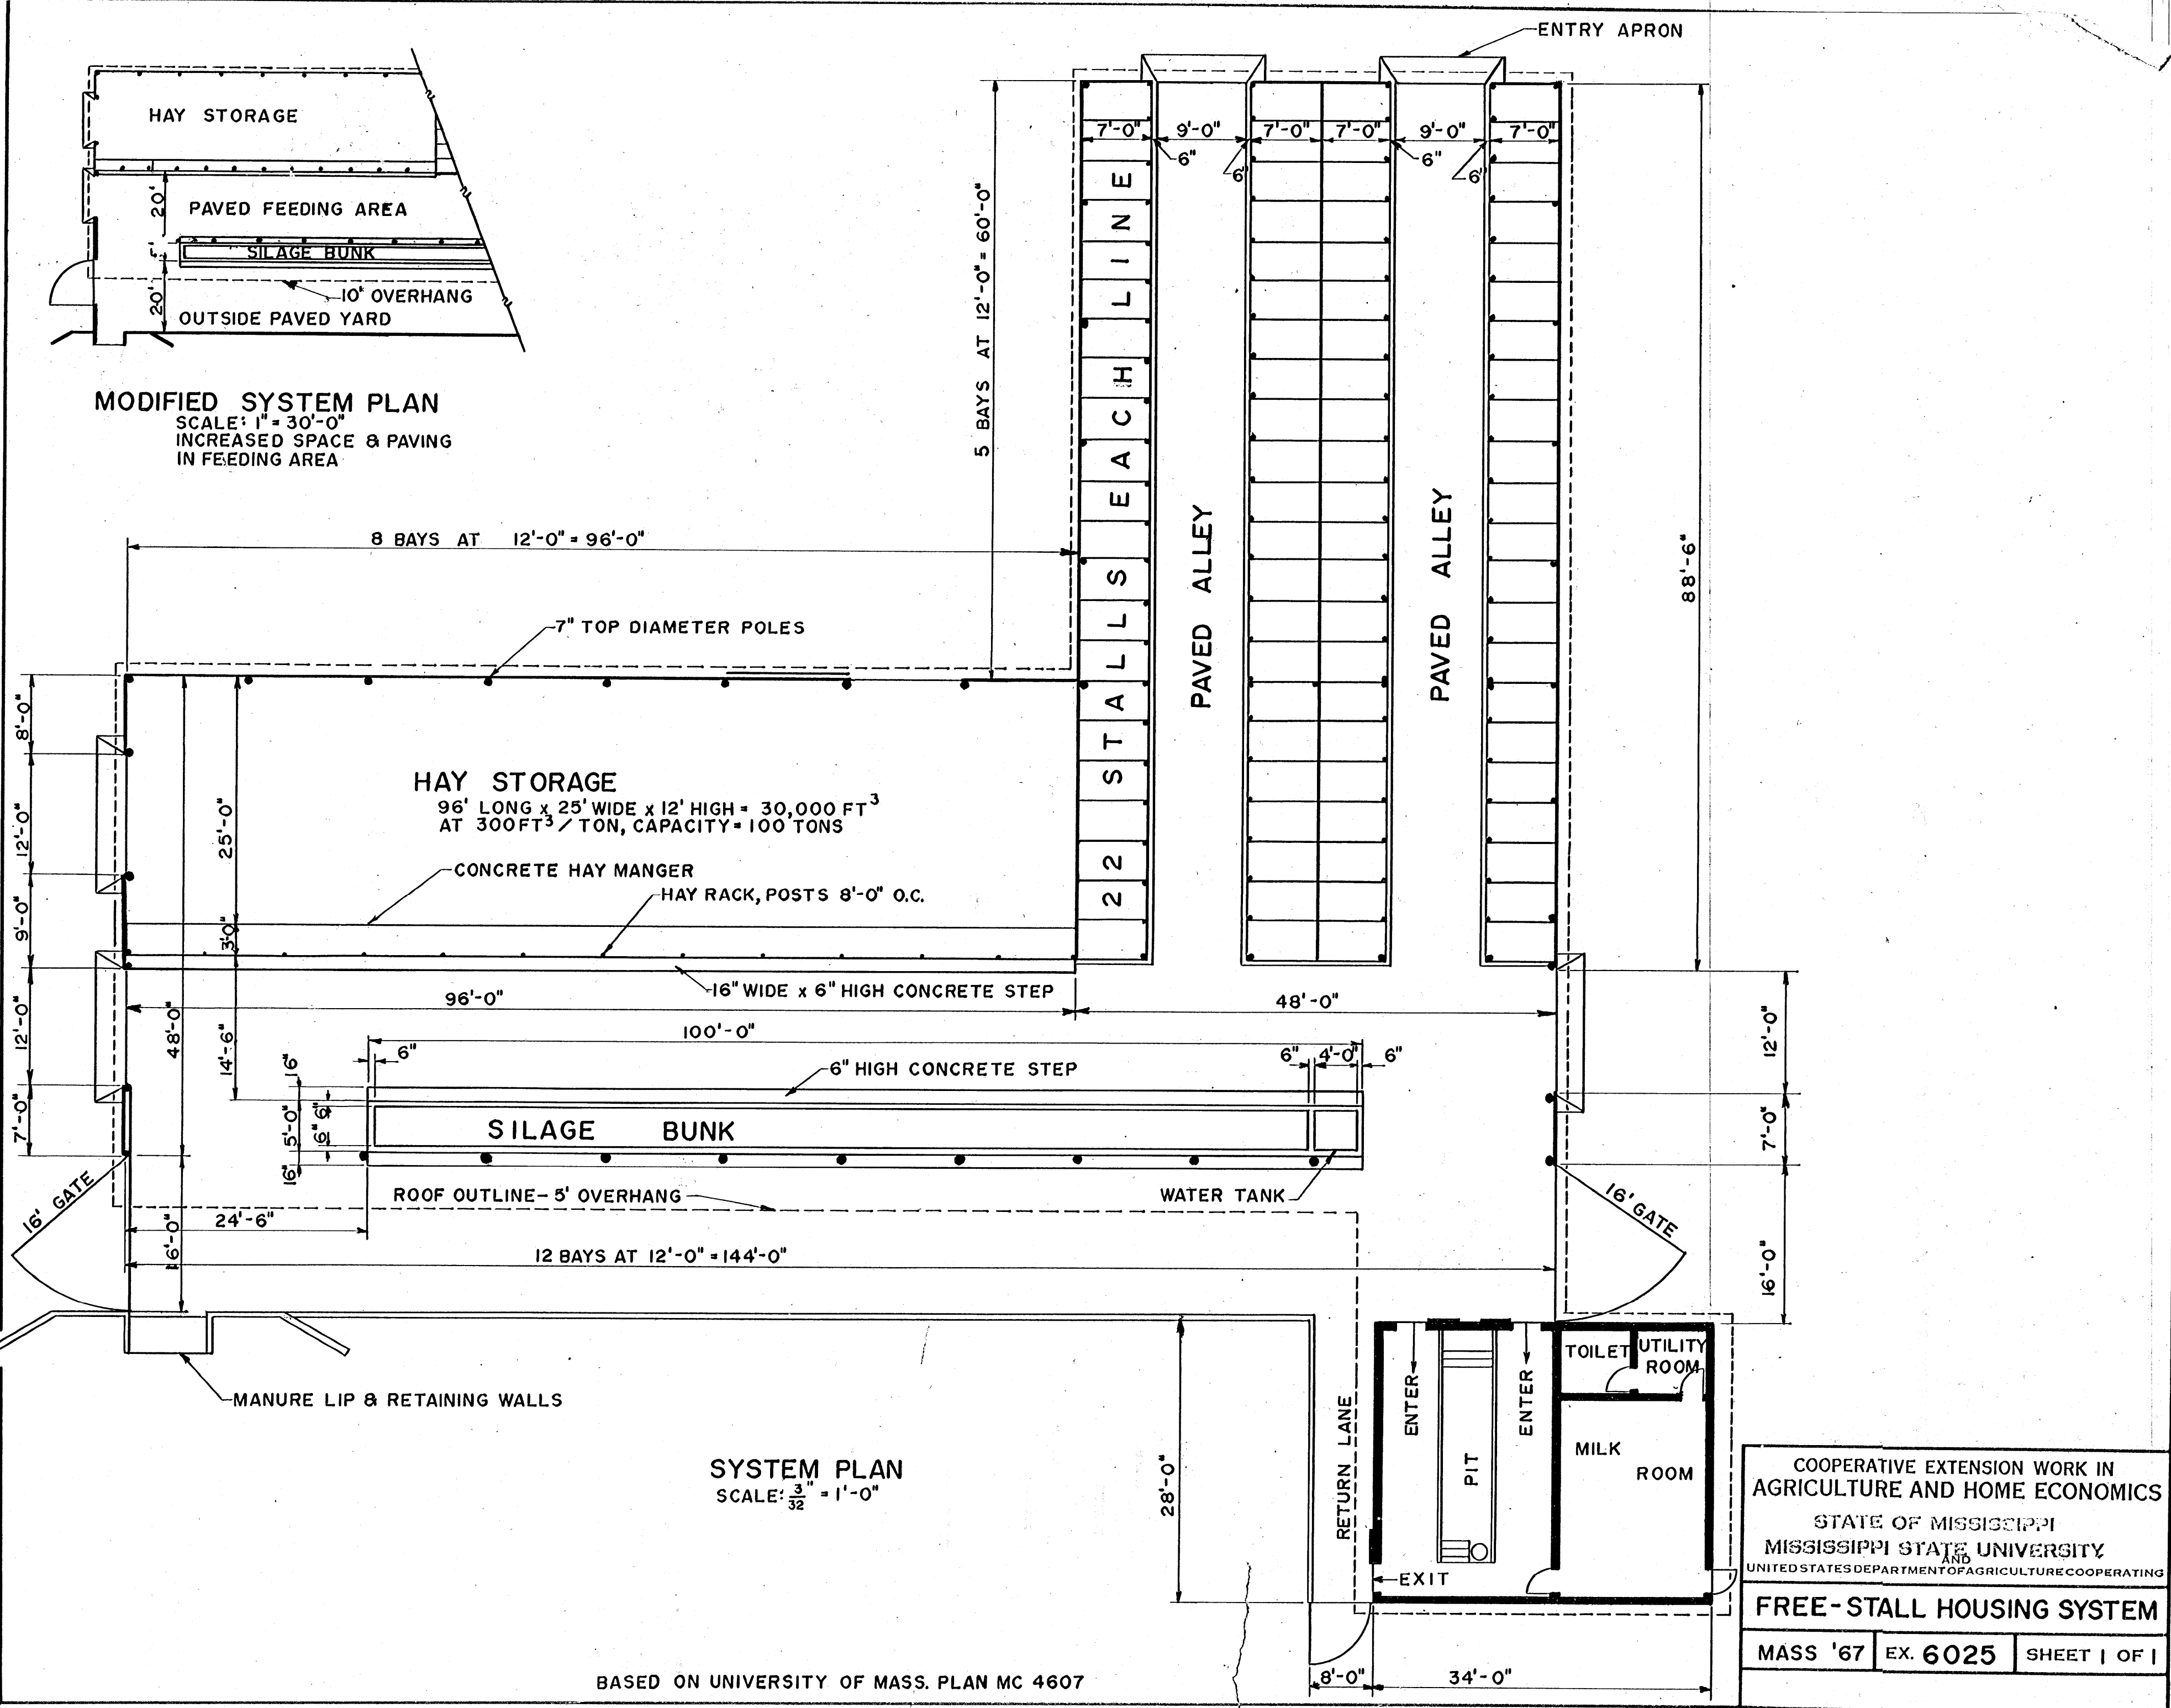 ENTRY APRON
HAY STORAGE
20'
PAVED FEEDING AREA
SILAGE BUNK
10' OVERHANG
20'
OUTSIDE PAVED YARD
MODIFIED SYSTEM PLAN
SCALE: 1" = 30'-0"
INCREASED SPACE & PAVING
IN FEEDING AREA
7'-0" 9'-0" 7'-0" 7'-0" 9'-0" 7'-0"
6" 6" 6" 6"
5 BAYS AT 12'-0" = 60'-0"
22 STALLS EACH LINE
PAVED ALLEY
PAVED ALLEY
88'-6"
8 BAYS AT 12'-0" = 96'-0"
7" TOP DIAMETER POLES
8'-0"
12'-0"
9'-0"
12'-0"
7'-0"
25'-0"
3'-0"
48'-0"
14'-6"
HAY STORAGE
96' LONG x 25' WIDE x 12' HIGH = 30,000 FT3
AT 300 FT3 / TON, CAPACITY = 100 TONS
CONCRETE HAY MANGER
HAY RACK, POSTS 8'-0" O.C.
16" WIDE x 6" HIGH CONCRETE STEP
96'-0" 48'-0"
100'-0"
6" 6" 4'-0" 6"
6" HIGH CONCRETE STEP
16"
5'-0"
6" 6"
16"
SILAGE BUNK
12'-0"
7'-0"
16'-0"
ROOF OUTLINE - 5' OVERHANG
WATER TANK
16' GATE
16' GATE
24'-6"
16'-0"
12 BAYS AT 12'-0" = 144'-0"
MANURE LIP & RETAINING WALLS
28'-0"
RETURN LANE
ENTER
PIT
ENTER
TOILET
UTILITY
ROOM
MILK
ROOM
EXIT
8'-0" 34'-0"
SYSTEM PLAN
SCALE: 3/32" = 1'-0"
BASED ON UNIVERSITY OF MASS. PLAN MC 4607
COOPERATIVE EXTENSION WORK IN
AGRICULTURE AND HOME ECONOMICS
STATE OF MISSISSIPPI
MISSISSIPPI STATE UNIVERSITY
AND
UNITED STATES DEPARTMENT OF AGRICULTURE COOPERATING
FREE-STALL HOUSING SYSTEM
MASS '67 EX. 6025 SHEET 1 OF 1